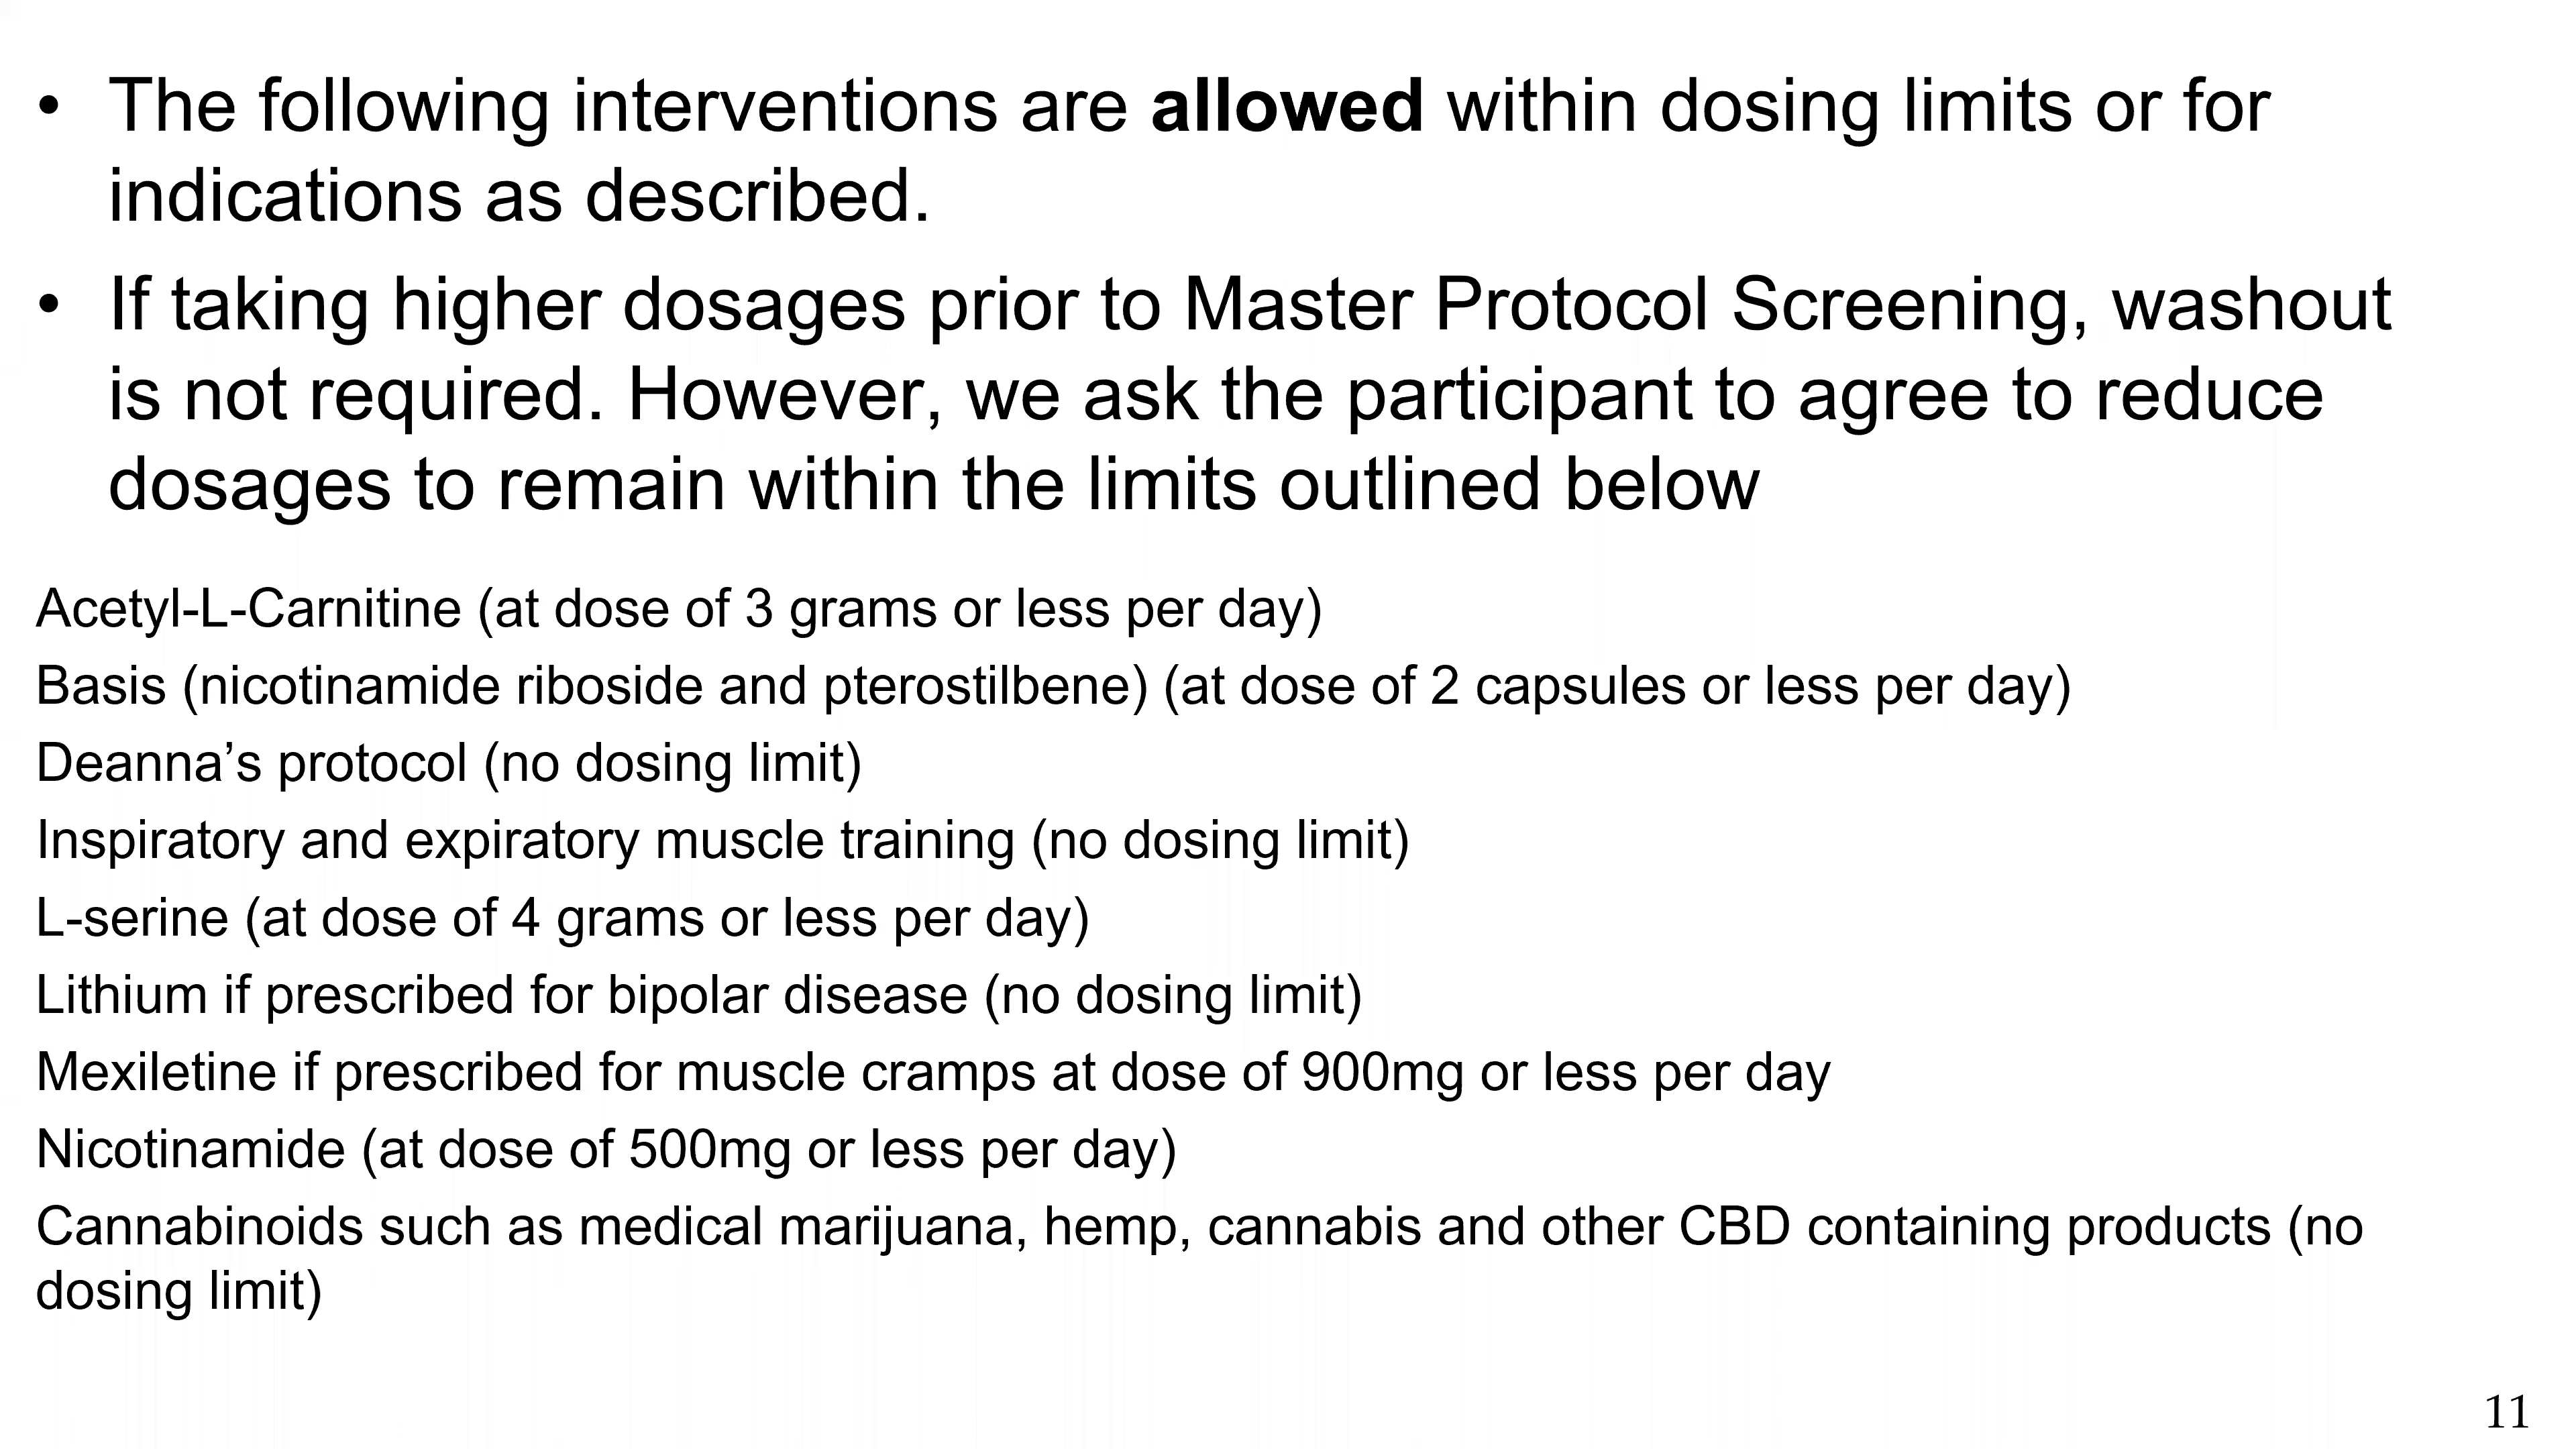 • The following interventions are allowed within dosing limits or for
indications as described.
• If taking higher dosages prior to Master Protocol Screening, washout
is not required. However, we ask the participant to agree to reduce
dosages to remain within the limits outlined below
Acetyl-L-Carnitine (at dose of 3 grams or less per day)
Basis (nicotinamide riboside and pterostilbene) (at dose of 2 capsules or less per day)
Deanna’s protocol (no dosing limit)
Inspiratory and expiratory muscle training (no dosing limit)
L-serine (at dose of 4 grams or less per day)
Lithium if prescribed for bipolar disease (no dosing limit)
Mexiletine if prescribed for muscle cramps at dose of 900mg or less per day
Nicotinamide (at dose of 500mg or less per day)
Cannabinoids such as medical marijuana, hemp, cannabis and other CBD containing products (no
dosing limit)
11